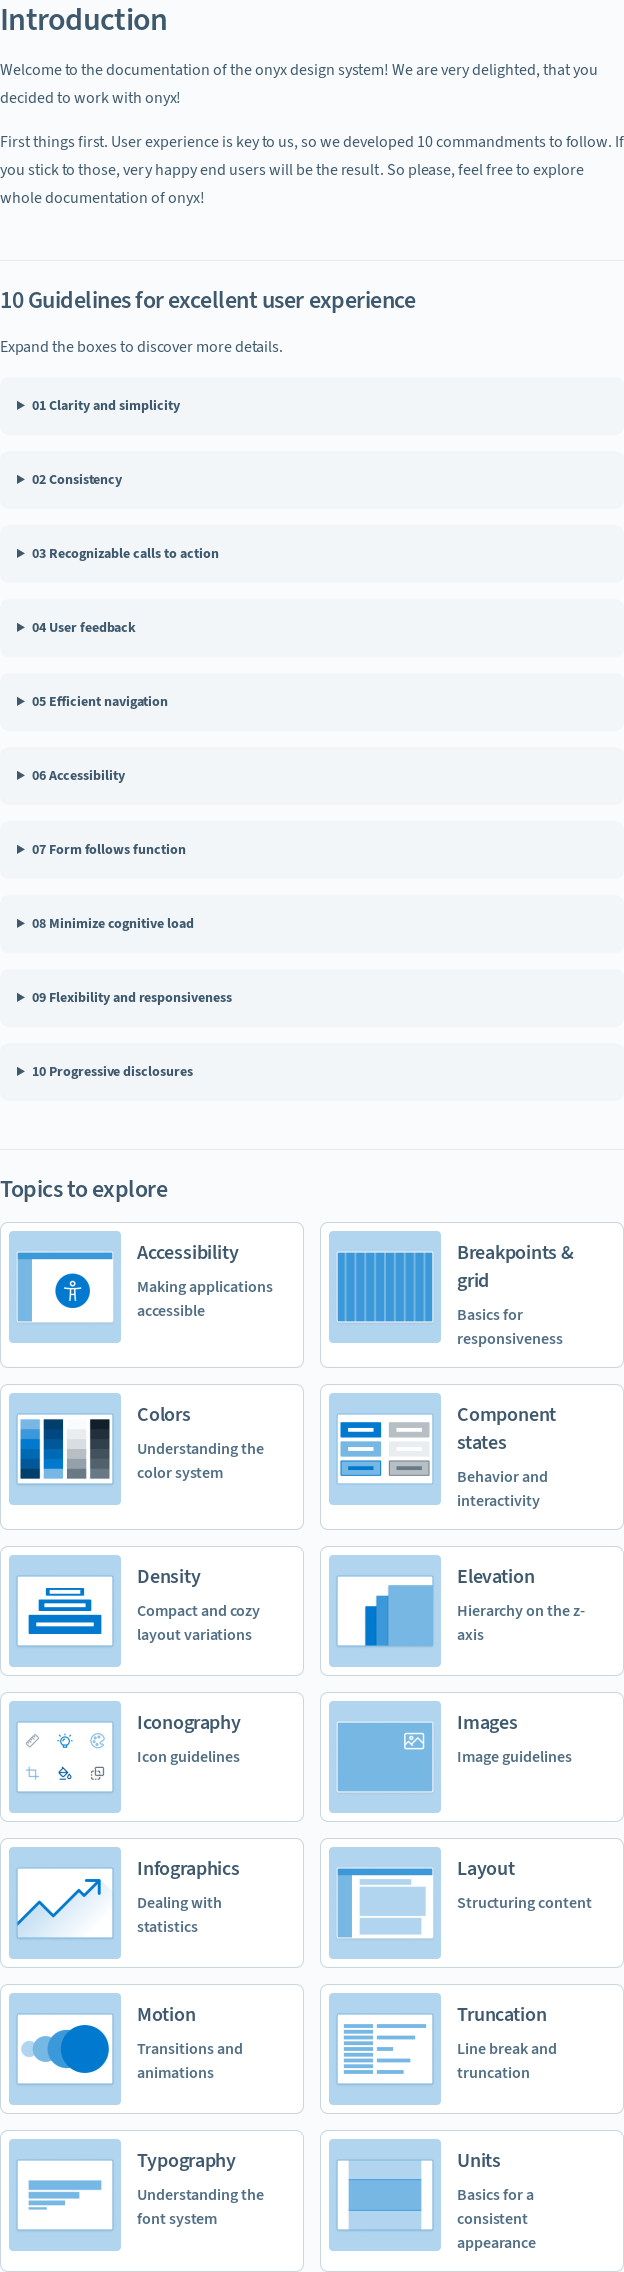 Introduction
Welcome to the documentation of the onyx design system! We are very delighted, that you
decided to work with onyx!
First things first. User experience is key to us, so we developed 10 commandments to follow. If
you stick to those, very happy end users will be the result. So please, feel free to explore
whole documentation of onyx!
10 Guidelines for excellent user experience
Expand the boxes to discover more details.
01 Clarity and simplicity
02 Consistency
03 Recognizable calls to action
04 User feedback
05 Efficient navigation
06 Accessibility
07 Form follows function
08 Minimize cognitive load
09 Flexibility and responsiveness
10 Progressive disclosures
Topics to explore
Accessibility
Making applications
accessible
Breakpoints &
grid
Basics for
responsiveness
Colors
Understanding the
color system
Component
states
Behavior and
interactivity
Density
Compact and cozy
layout variations
Elevation
Hierarchy on the z-
axis
Iconography
Icon guidelines
Images
Image guidelines
Infographics
Dealing with
statistics
Layout
Structuring content
Motion
Transitions and
animations
Truncation
Line break and
truncation
Typography
Understanding the
font system
Units
Basics for a
consistent
appearance